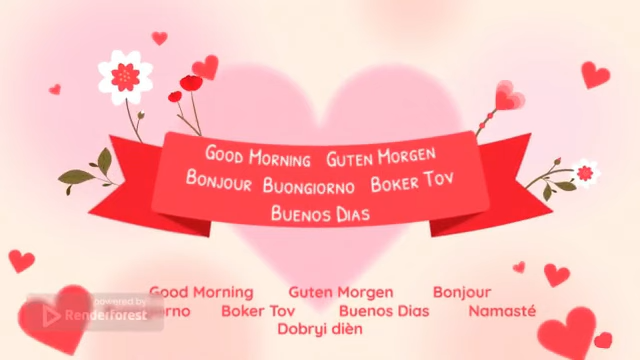 Good Morning Guten Morgen
Bonjour Buongiorno Boker Tov
Buenos Dias
Good Morning Guten Morgen Bonjour
Boker Tov Buenos Dias Namasté
Dobryi dièn
powered by
Renderforest